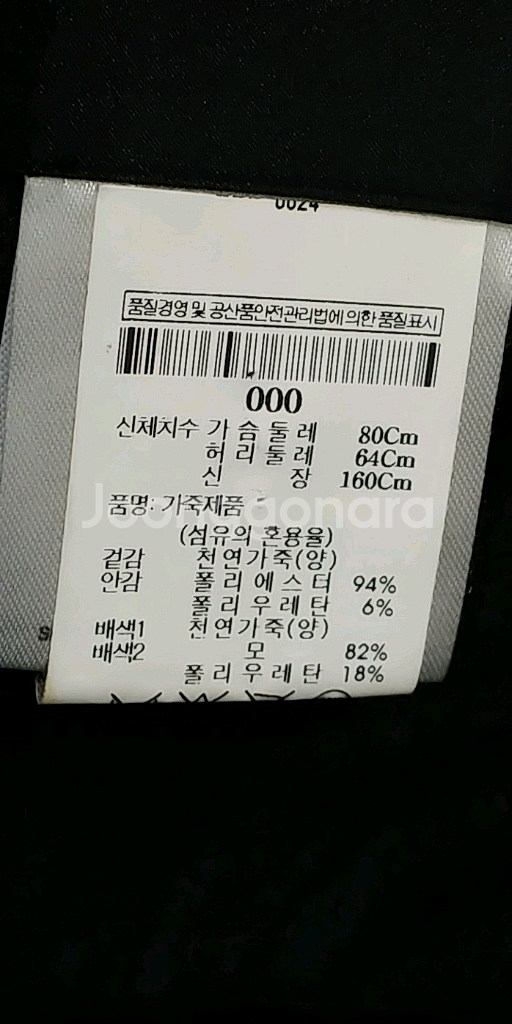 0624
품질경영 및 공산품안전관리법에 의한 품질표시
000
신체치수 가 슴 둘 레 80Cm
허 리 둘 레 64Cm
신 장 160Cm
품명: 가죽제품
Joonggonara
(섬유의 혼용율)
겉감 천연가죽(양)
안감 폴 리 에 스 터 94%
폴 리 우 레 탄 6%
배색1 천연가죽(양)
배색2 모 82%
폴 리 우 레 탄 18%